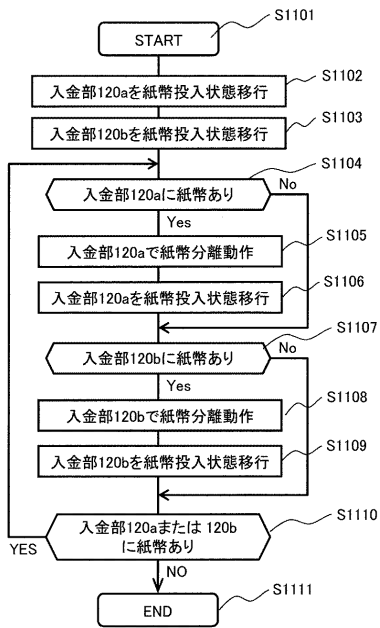 START
S1101
入金部120aを紙幣投入状態移行
S1102
入金部120bを紙幣投入状態移行
S1103
入金部120aに紙幣あり
S1104
No
Yes
入金部120aで紙幣分離動作
S1105
入金部120aを紙幣投入状態移行
S1106
入金部120bに紙幣あり
S1107
No
Yes
入金部120bで紙幣分離動作
S1108
入金部120bを紙幣投入状態移行
S1109
入金部120aまたは 120b
に紙幣あり
S1110
YES
NO
END
S1111